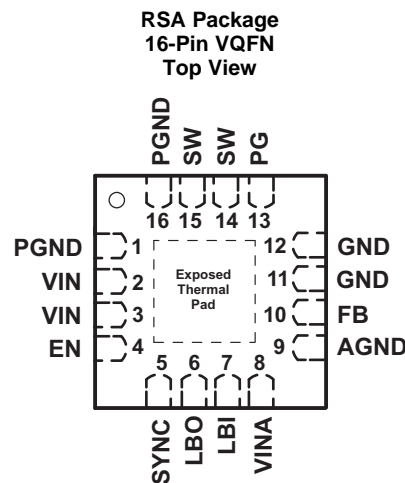 RSA Package
16-Pin VQFN
Top View
PGND
SW
SW
PG
16 15 14 13
PGND 1
VIN 2
VIN 3
EN 4
12 GND
11 GND
10 FB
9 AGND
Exposed
Thermal
Pad
5 6 7 8
SYNC
LBO
LBI
VINA